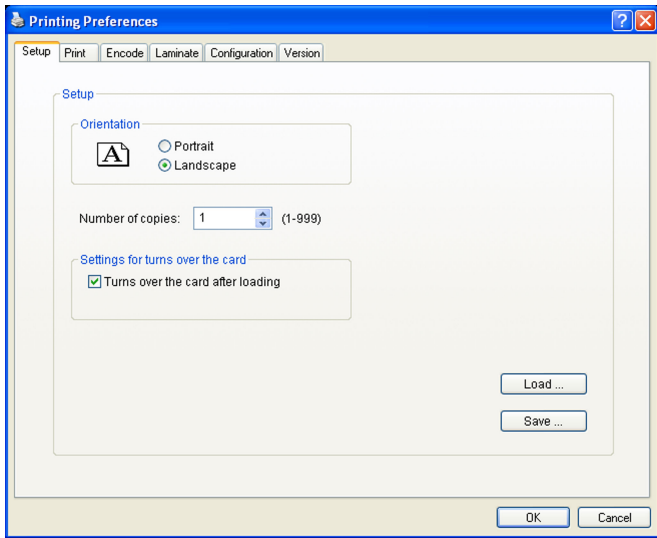 Printing Preferences
Setup Print Encode Laminate Configuration Version
Setup
Orientation
A
Portrait
Landscape
Number of copies: 1 (1-999)
Settings for turns over the card
Turns over the card after loading
Load ...
Save ...
OK Cancel